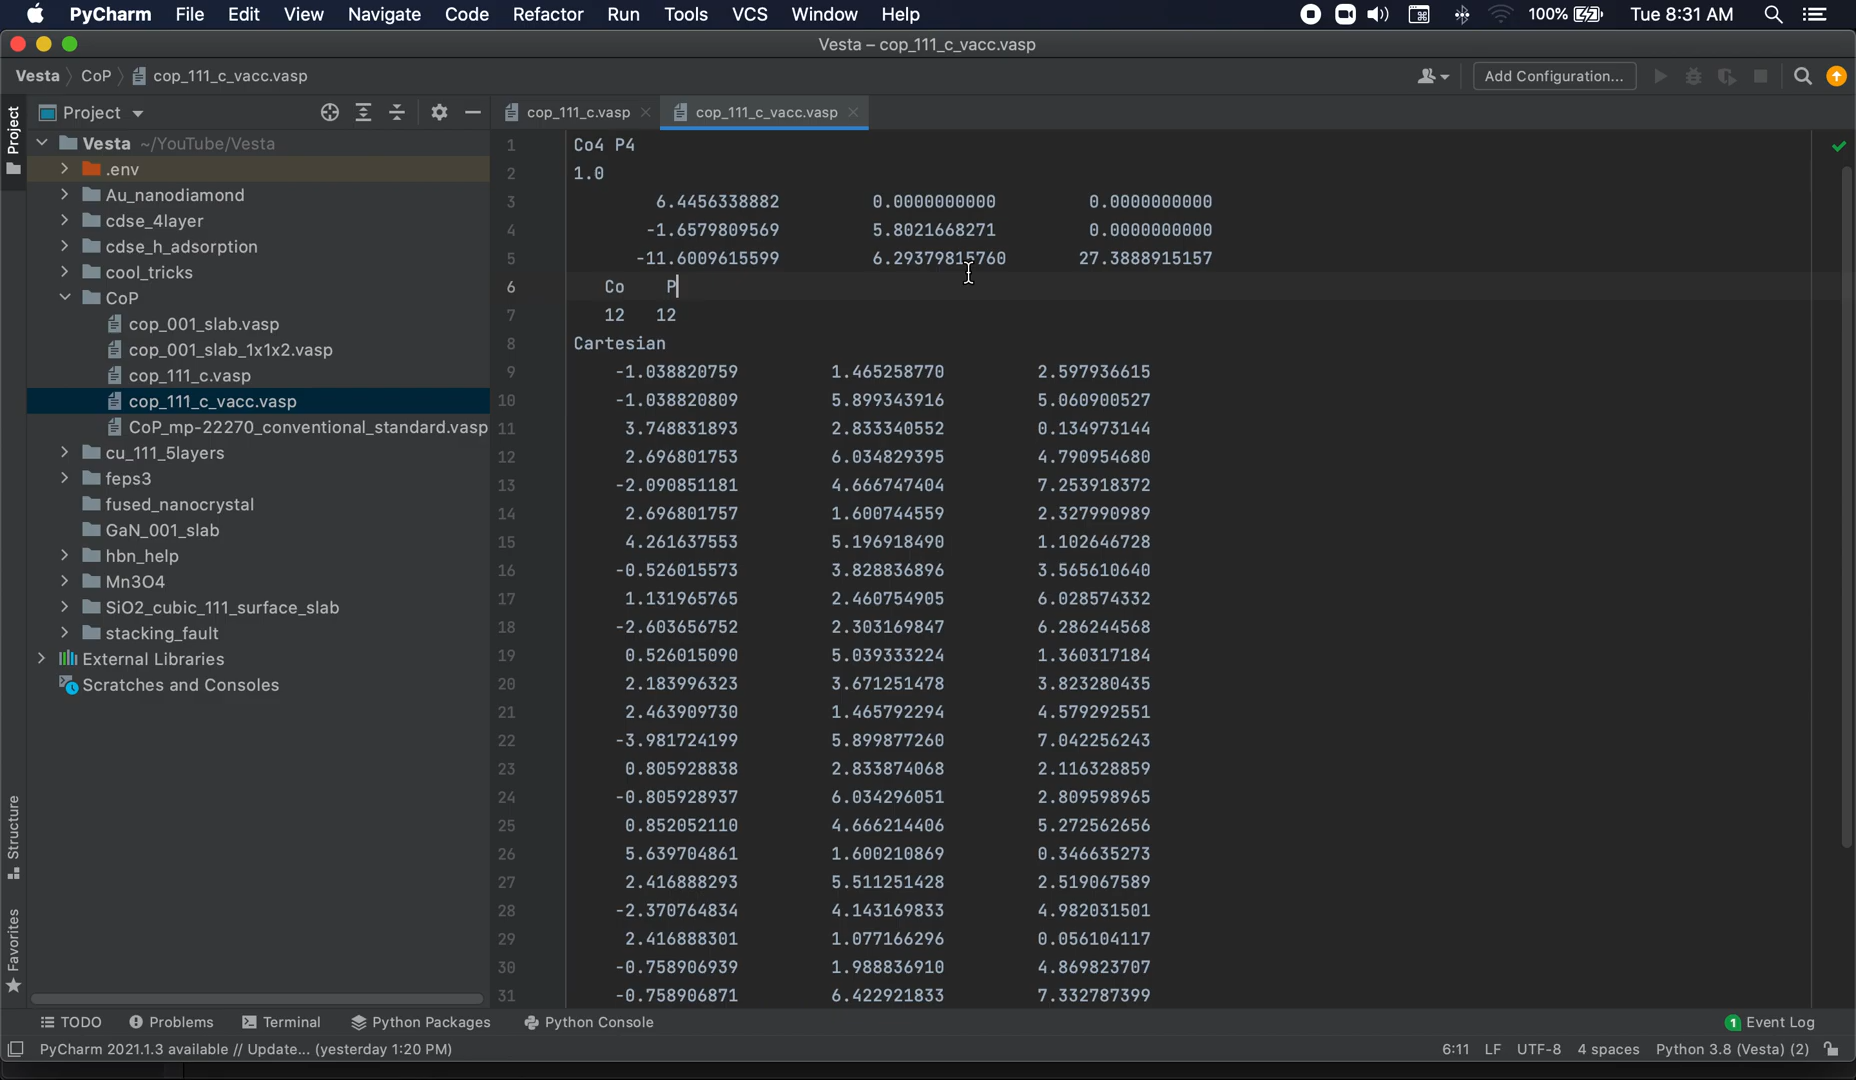 PyCharm File Edit View Navigate Code Refactor Run Tools VCS Window Help 100% Tue 8:31 AM
Vesta – cop_111_c_vacc.vasp
Vesta CoP cop_111_c_vacc.vasp Add Configuration...
Project cop_111_c.vasp cop_111_c_vacc.vasp
Project
Structure
Favorites
Vesta ~/YouTube/Vesta
.env
Au_nanodiamond
cdse_4layer
cdse_h_adsorption
cool_tricks
CoP
cop_001_slab.vasp
cop_001_slab_1x1x2.vasp
cop_111_c.vasp
cop_111_c_vacc.vasp
CoP_mp-22270_conventional_standard.vasp
cu_111_5layers
feps3
fused_nanocrystal
GaN_001_slab
hbn_help
Mn3O4
SiO2_cubic_111_surface_slab
stacking_fault
External Libraries
Scratches and Consoles
1 Co4 P4
2 1.0
3 6.4456338882 0.0000000000 0.0000000000
4 -1.6579809569 5.8021668271 0.0000000000
5 -11.6009615599 6.29379815760 27.3888915157
6 Co P
7 12 12
8 Cartesian
9 -1.038820759 1.465258770 2.597936615
10 -1.038820809 5.899343916 5.060900527
11 3.748831893 2.833340552 0.134973144
12 2.696801753 6.034829395 4.790954680
13 -2.090851181 4.666747404 7.253918372
14 2.696801757 1.600744559 2.327990989
15 4.261637553 5.196918490 1.102646728
16 -0.526015573 3.828836896 3.565610640
17 1.131965765 2.460754905 6.028574332
18 -2.603656752 2.303169847 6.286244568
19 0.526015090 5.039333224 1.360317184
20 2.183996323 3.671251478 3.823280435
21 2.463909730 1.465792294 4.579292551
22 -3.981724199 5.899877260 7.042256243
23 0.805928838 2.833874068 2.116328859
24 -0.805928937 6.034296051 2.809598965
25 0.852052110 4.666214406 5.272562656
26 5.639704861 1.600210869 0.346635273
27 2.416888293 5.511251428 2.519067589
28 -2.370764834 4.143169833 4.982031501
29 2.416888301 1.077166296 0.056104117
30 -0.758906939 1.988836910 4.869823707
31 -0.758906871 6.422921833 7.332787399
TODO Problems Terminal Python Packages Python Console 1 Event Log
PyCharm 2021.1.3 available // Update... (yesterday 1:20 PM) 6:11 LF UTF-8 4 spaces Python 3.8 (Vesta) (2)